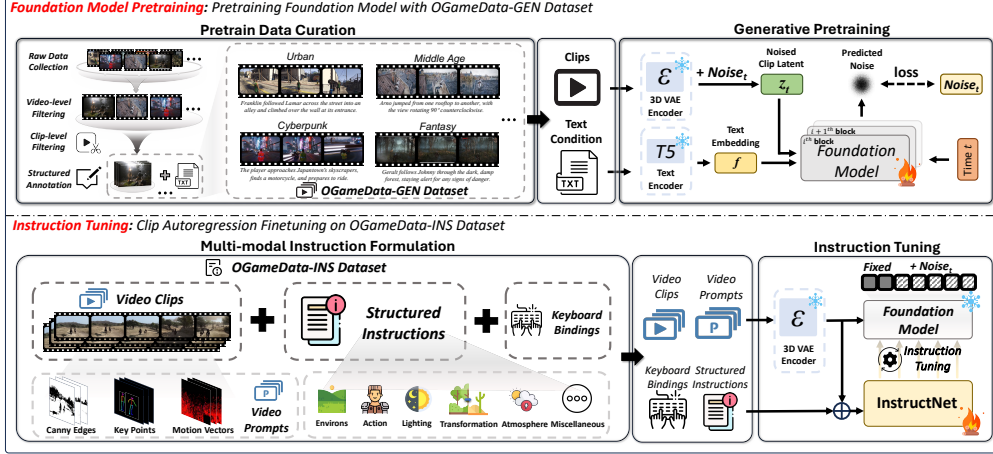 Foundation Model Pretraining: Pretraining Foundation Model with OGameData-GEN Dataset
Pretrain Data Curation
Raw Data
Collection
Video-level
Filtering
Clip-level
Filtering
Structured
Annotation
TXT
Urban
Franklin followed Lamar across the street into an
alley and climbed over the wall at its entrance.
Middle Age
Arno jumped from one rooftop to another, with
the view rotating 90° counterclockwise.
Cyberpunk
The player approaches Japantown's skyscrapers,
finds a motorcycle, and prepares to ride.
Fantasy
Geralt follows Johnny through the dark, damp
forest, staying alert for any signs of danger.
OGameData-GEN Dataset
Clips
Text
Condition
TXT
Generative Pretraining
ε
3D VAE
Encoder
+ Noise_t
Noised
Clip Latent
z_t
Predicted
Noise
loss
Noise_t
T5
Text
Encoder
Text
Embedding
f
i + 1th block
ith block
Foundation
Model
Time t
Instruction Tuning: Clip Autoregression Finetuning on OGameData-INS Dataset
Multi-modal Instruction Formulation
OGameData-INS Dataset
Video Clips
Structured
Instructions
Keyboard
Bindings
Canny Edges
Key Points
Motion Vectors
P
Video
Prompts
Environs
Action
Lighting
Transformation
Atmosphere
Miscellaneous
Video
Clips
Video
Prompts
P
Keyboard
Bindings
Structured
Instructions
Instruction Tuning
Fixed
+ Noise_t
ε
3D VAE
Encoder
Foundation
Model
Instruction
Tuning
InstructNet